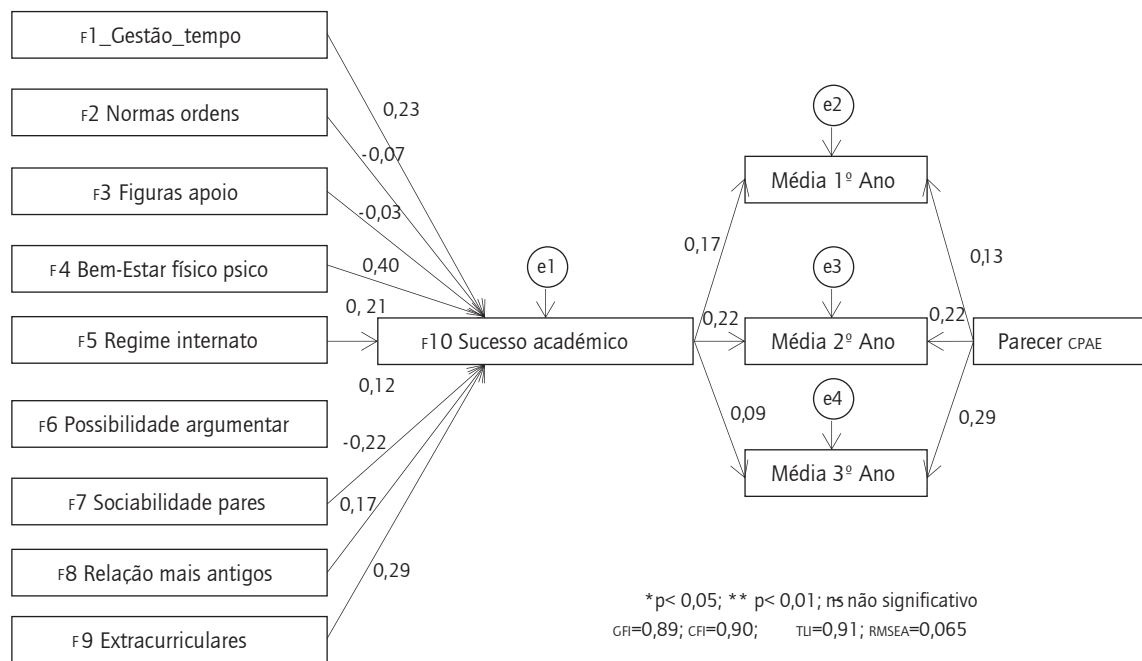 F1_Gestão_tempo
F2 Normas ordens
F3 Figuras apoio
F4 Bem-Estar físico psico
F5 Regime internato
F6 Possibilidade argumentar
F7 Sociabilidade pares
F8 Relação mais antigos
F9 Extracurriculares
0,23
-0,07
-0,03
0,40
0, 21
0,12
-0,22
0,17
0,29
e1
F10 Sucesso académico
0,17
0,22
0,09
e2
Média 1º Ano
e3
Média 2º Ano
e4
Média 3º Ano
0,13
0,22
0,29
Parecer CPAE
*p< 0,05; ** p< 0,01; ns não significativo
GFI=0,89; CFI=0,90; TLI=0,91; RMSEA=0,065